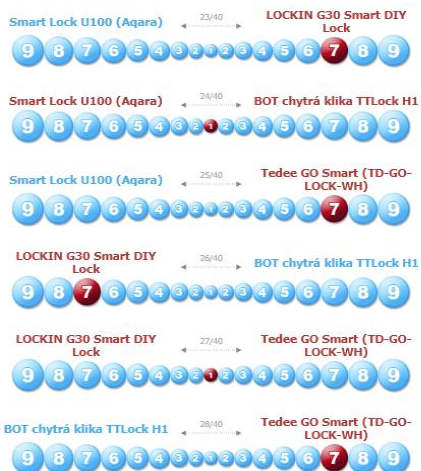 Smart Lock U100 (Aqara) 23/40 LOCKIN G30 Smart DIY
Lock
9 8 7 6 5 4 3 2 1 2 3 4 5 6 7 8 9
Smart Lock U100 (Aqara) 24/40 BOT chytrá klika TTLock H1
9 8 7 6 5 4 3 2 1 2 3 4 5 6 7 8 9
Smart Lock U100 (Aqara) 25/40 Tedee GO Smart (TD-GO-
LOCK-WH)
9 8 7 6 5 4 3 2 1 2 3 4 5 6 7 8 9
LOCKIN G30 Smart DIY
Lock 26/40 BOT chytrá klika TTLock H1
9 8 7 6 5 4 3 2 1 2 3 4 5 6 7 8 9
LOCKIN G30 Smart DIY 27/40 Tedee GO Smart (TD-GO-
Lock LOCK-WH)
9 8 7 6 5 4 3 2 1 2 3 4 5 6 7 8 9
BOT chytrá klika TTLock H1 28/40 Tedee GO Smart (TD-GO-
LOCK-WH)
9 8 7 6 5 4 3 2 1 2 3 4 5 6 7 8 9